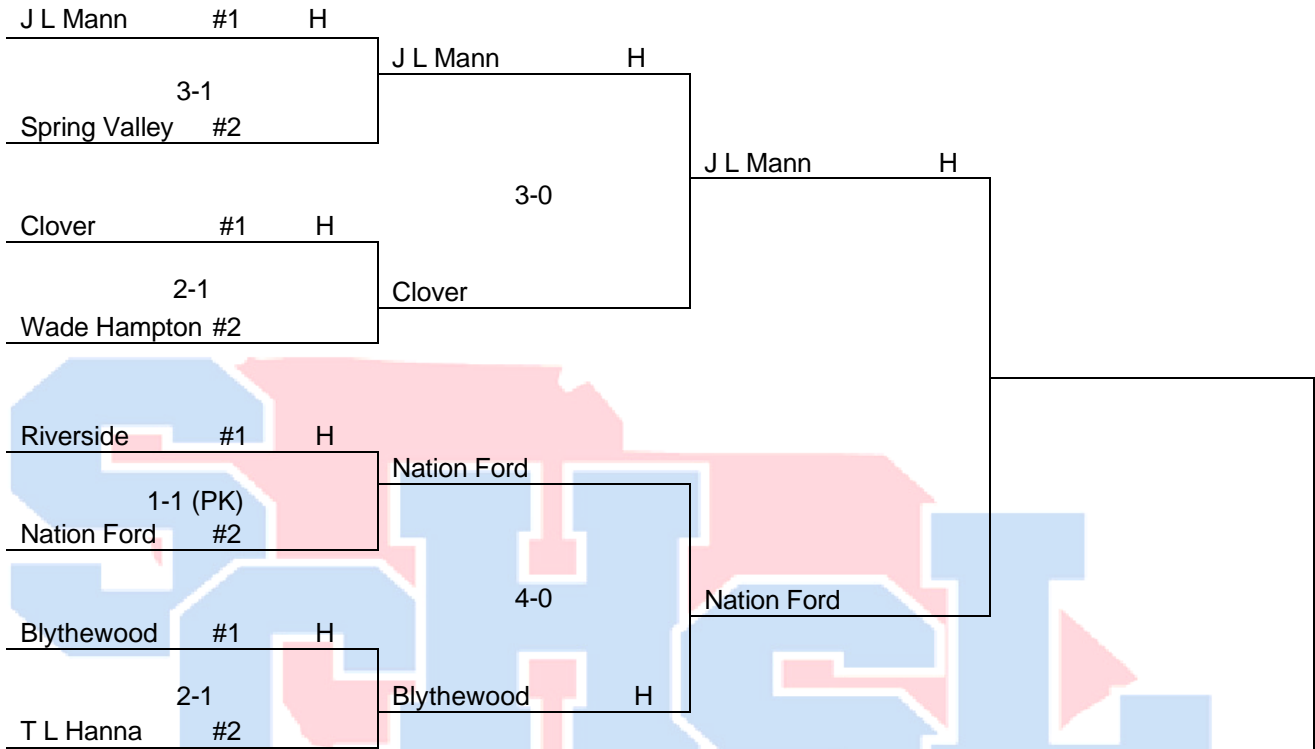 J L Mann #1 H
J L Mann H
3-1
Spring Valley #2
J L Mann H
3-0
Clover #1 H
2-1
Clover
Wade Hampton #2
Riverside #1 H
Nation Ford
1-1 (PK)
Nation Ford #2
4-0
Nation Ford
Blythewood #1 H
2-1
Blythewood H
T L Hanna #2
SCHSL